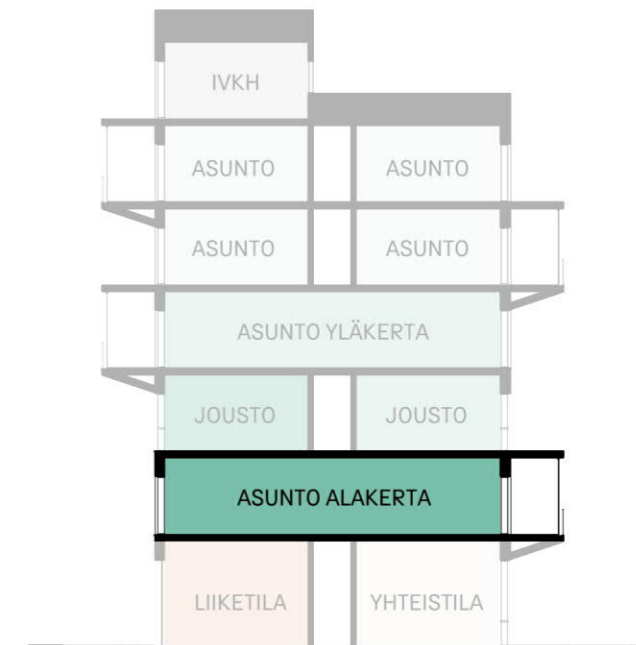 IVKH
ASUNTO ASUNTO
ASUNTO ASUNTO
ASUNTO YLÄKERTA
JOUSTO JOUSTO
ASUNTO ALAKERTA
LIIKETILA YHTEISTILA